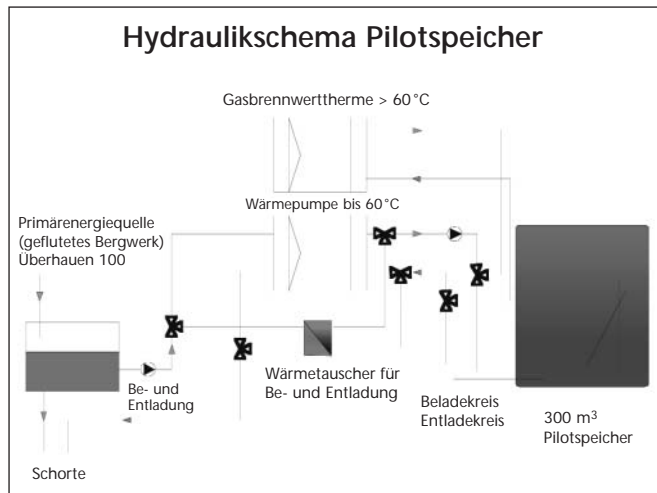 Hydraulikschema Pilotspeicher
Gasbrennwerttherme > 60°C
Wärmepumpe bis 60°C
Primärenergiequelle
(geflutetes Bergwerk)
Überhauen 100
Be- und
Entladung
Wärmetauscher für
Be- und Entladung
Beladekreis
Entladekreis
300 m³
Pilotspeicher
Schorte